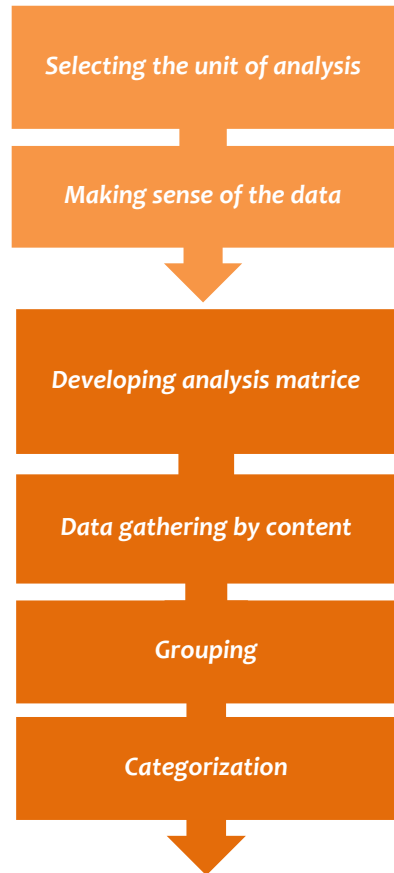 Selecting the unit of analysis
Making sense of the data
Developing analysis matrice
Data gathering by content
Grouping
Categorization